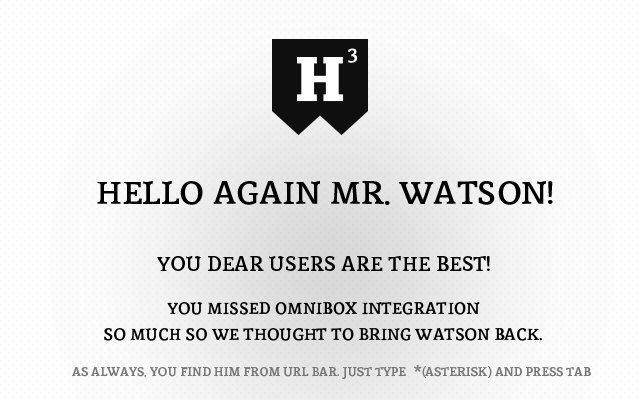 H3
HELLO AGAIN MR. WATSON!
YOU DEAR USERS ARE THE BEST!
YOU MISSED OMNIBOX INTEGRATION
SO MUCH SO WE THOUGHT TO BRING WATSON BACK.
AS ALWAYS, YOU FIND HIM FROM URL BAR. JUST TYPE *(ASTERISK) AND PRESS TAB